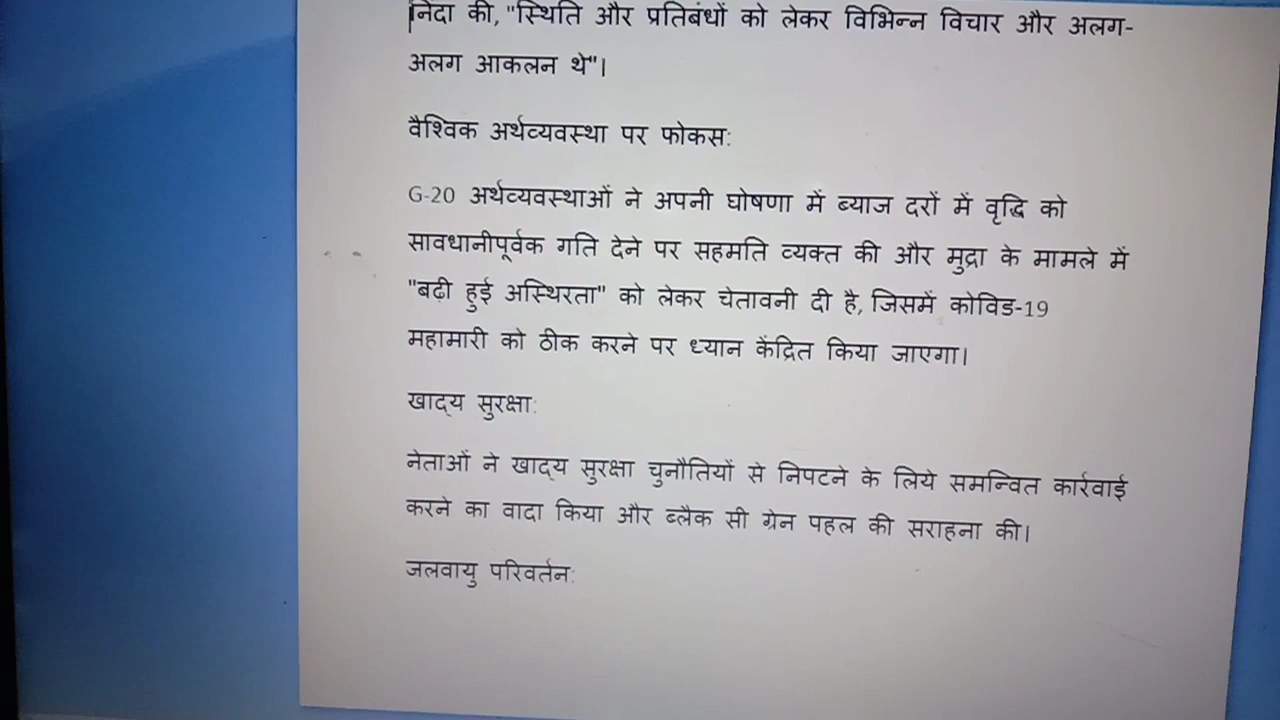 निंदा की, "स्थिति और प्रतिबंधों को लेकर विभिन्न विचार और अलग-
अलग आकलन थे"।
वैश्विक अर्थव्यवस्था पर फोकस:
G-20 अर्थव्यवस्थाओं ने अपनी घोषणा में ब्याज दरों में वृद्धि को
सावधानीपूर्वक गति देने पर सहमति व्यक्त की और मुद्रा के मामले में
"बढ़ी हुई अस्थिरता" को लेकर चेतावनी दी है, जिसमें कोविड-19
महामारी को ठीक करने पर ध्यान केंद्रित किया जाएगा।
खाद्य सुरक्षा:
नेताओं ने खाद्य सुरक्षा चुनौतियों से निपटने के लिये समन्वित कार्रवाई
करने का वादा किया और ब्लैक सी ग्रेन पहल की सराहना की।
जलवायु परिवर्तन: